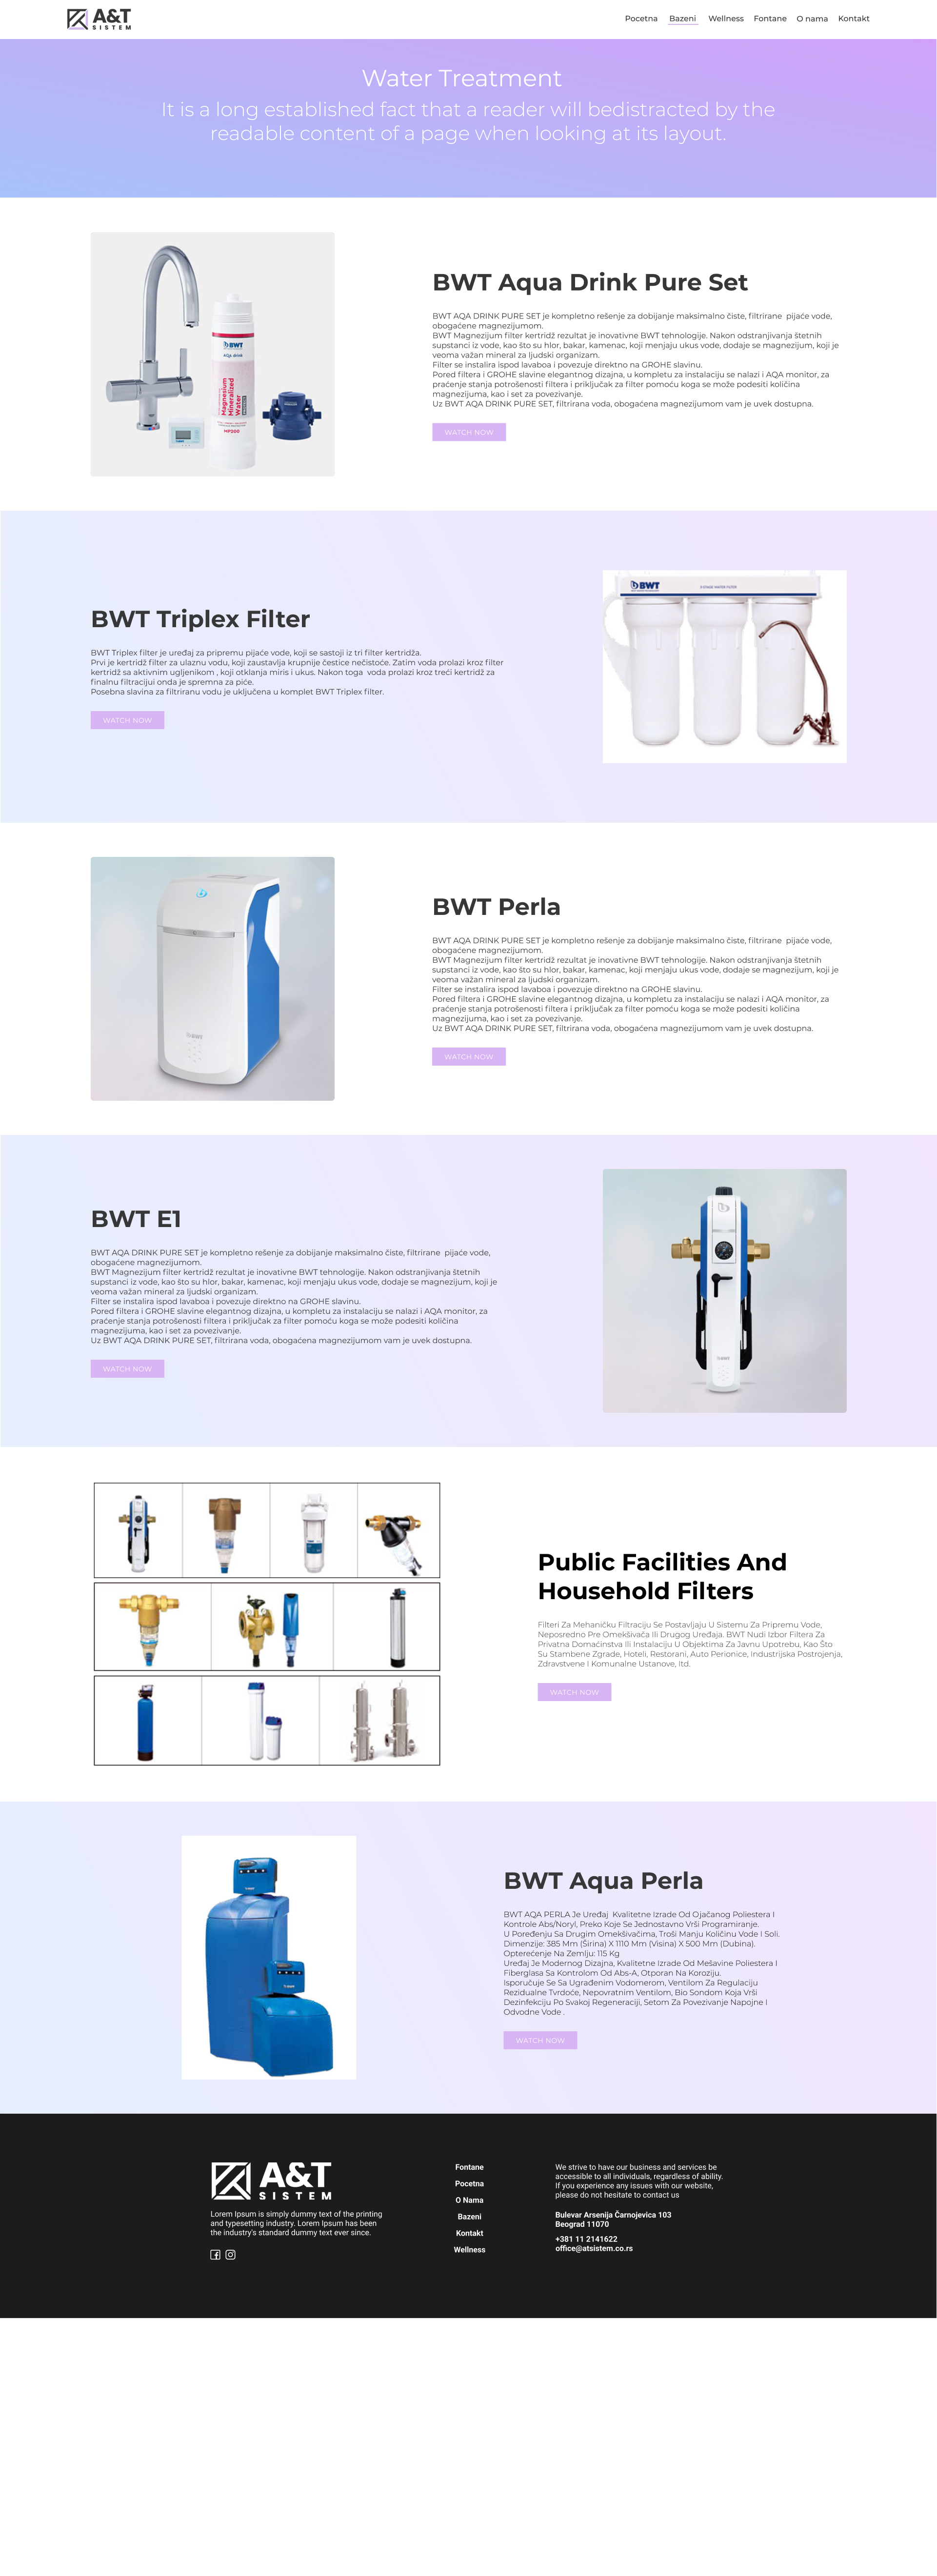 A&T
SISTEM
Pocetna Bazeni Wellness Fontane O nama Kontakt
Water Treatment
It is a long established fact that a reader will bedistracted by the
readable content of a page when looking at its layout.
BWT
AQA drink
Magnesium
Mineralized
Water
MP200
BWT Aqua Drink Pure Set
BWT AQA DRINK PURE SET je kompletno rešenje za dobijanje maksimalno čiste, filtrirane  pijaće vode,
obogaćene magnezijumom.
BWT Magnezijum filter kertridž rezultat je inovativne BWT tehnologije. Nakon odstranjivanja štetnih
supstanci iz vode, kao što su hlor, bakar, kamenac, koji menjaju ukus vode, dodaje se magnezijum, koji je
veoma važan mineral za ljudski organizam.
Filter se instalira ispod lavaboa i povezuje direktno na GROHE slavinu.
Pored filtera i GROHE slavine elegantnog dizajna, u kompletu za instalaciju se nalazi i AQA monitor, za
praćenje stanja potrošenosti filtera i priključak za filter pomoću koga se može podesiti količina
magnezijuma, kao i set za povezivanje.
Uz BWT AQA DRINK PURE SET, filtrirana voda, obogaćena magnezijumom vam je uvek dostupna.
WATCH NOW
BWT Triplex Filter
BWT Triplex filter je uređaj za pripremu pijaće vode, koji se sastoji iz tri filter kertridža.
Prvi je kertridž filter za ulaznu vodu, koji zaustavlja krupnije čestice nečistoće. Zatim voda prolazi kroz filter
kertridž sa aktivnim ugljenikom , koji otklanja miris i ukus. Nakon toga  voda prolazi kroz treći kertridž za
finalnu filtracijui onda je spremna za piće.
Posebna slavina za filtriranu vodu je uključena u komplet BWT Triplex filter.
WATCH NOW
BWT
BWT Perla
BWT AQA DRINK PURE SET je kompletno rešenje za dobijanje maksimalno čiste, filtrirane  pijaće vode,
obogaćene magnezijumom.
BWT Magnezijum filter kertridž rezultat je inovativne BWT tehnologije. Nakon odstranjivanja štetnih
supstanci iz vode, kao što su hlor, bakar, kamenac, koji menjaju ukus vode, dodaje se magnezijum, koji je
veoma važan mineral za ljudski organizam.
Filter se instalira ispod lavaboa i povezuje direktno na GROHE slavinu.
Pored filtera i GROHE slavine elegantnog dizajna, u kompletu za instalaciju se nalazi i AQA monitor, za
praćenje stanja potrošenosti filtera i priključak za filter pomoću koga se može podesiti količina
magnezijuma, kao i set za povezivanje.
Uz BWT AQA DRINK PURE SET, filtrirana voda, obogaćena magnezijumom vam je uvek dostupna.
WATCH NOW
BWT
BWT E1
BWT AQA DRINK PURE SET je kompletno rešenje za dobijanje maksimalno čiste, filtrirane  pijaće vode,
obogaćene magnezijumom.
BWT Magnezijum filter kertridž rezultat je inovativne BWT tehnologije. Nakon odstranjivanja štetnih
supstanci iz vode, kao što su hlor, bakar, kamenac, koji menjaju ukus vode, dodaje se magnezijum, koji je
veoma važan mineral za ljudski organizam.
Filter se instalira ispod lavaboa i povezuje direktno na GROHE slavinu.
Pored filtera i GROHE slavine elegantnog dizajna, u kompletu za instalaciju se nalazi i AQA monitor, za
praćenje stanja potrošenosti filtera i priključak za filter pomoću koga se može podesiti količina
magnezijuma, kao i set za povezivanje.
Uz BWT AQA DRINK PURE SET, filtrirana voda, obogaćena magnezijumom vam je uvek dostupna.
WATCH NOW
BWT
Public Facilities And
Household Filters
Filteri Za Mehaničku Filtraciju Se Postavljaju U Sistemu Za Pripremu Vode,
Neposredno Pre Omekšivača Ili Drugog Uređaja. BWT Nudi Izbor Filtera Za
Privatna Domaćinstva Ili Instalaciju U Objektima Za Javnu Upotrebu, Kao Što
Su Stambene Zgrade, Hoteli, Restorani, Auto Perionice, Industrijska Postrojenja,
Zdravstvene I Komunalne Ustanove, Itd.
WATCH NOW
BWT Aqua Perla
BWT AQA PERLA Je Uređaj  Kvalitetne Izrade Od Ojačanog Poliestera I
Kontrole Abs/Noryl, Preko Koje Se Jednostavno Vrši Programiranje.
U Poređenju Sa Drugim Omekšivačima, Troši Manju Količinu Vode I Soli.
Dimenzije: 385 Mm (Širina) X 1110 Mm (Visina) X 500 Mm (Dubina).
Opterećenje Na Zemlju: 115 Kg
Uređaj Je Modernog Dizajna, Kvalitetne Izrade Od Mešavine Poliestera I
Fiberglasa Sa Kontrolom Od Abs-A, Otporan Na Koroziju.
Isporučuje Se Sa Ugrađenim Vodomerom, Ventilom Za Regulaciju
Rezidualne Tvrdoće, Nepovratnim Ventilom, Bio Sondom Koja Vrši
Dezinfekciju Po Svakoj Regeneraciji, Setom Za Povezivanje Napojne I
Odvodne Vode .
WATCH NOW
A&T
SISTEM
Lorem Ipsum is simply dummy text of the printing
and typesetting industry. Lorem Ipsum has been
the industry's standard dummy text ever since.
Fontane
Pocetna
O Nama
Bazeni
Kontakt
Wellness
We strive to have our business and services be
accessible to all individuals, regardless of ability.
If you experience any issues with our website,
please do not hesitate to contact us
Bulevar Arsenija Čarnojevica 103
Beograd 11070
+381 11 2141622
office@atsistem.co.rs